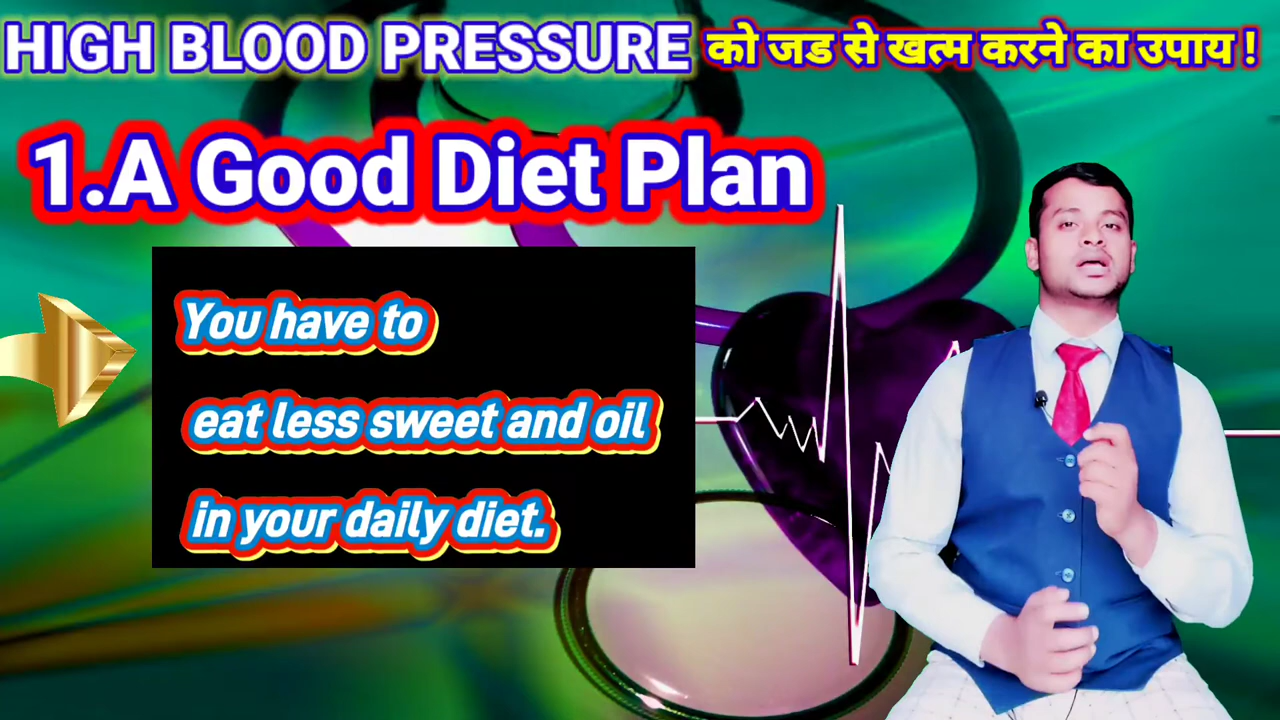 HIGH BLOOD PRESSURE को जड से खत्म करने का उपाय !
1.A Good Diet Plan
You have to
eat less sweet and oil
in your daily diet.